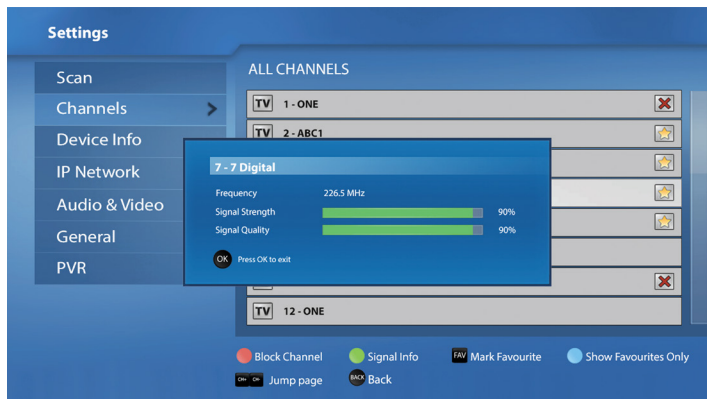 Settings
Scan
Channels
Device Info
IP Network
Audio & Video
General
PVR
ALL CHANNELS
TV 1 - ONE
TV 2 - ABC1
7 - 7 Digital
Frequency 226.5 MHz
Signal Strength 90%
Signal Quality 90%
OK Press OK to exit
TV 12 - ONE
Block Channel Signal Info FAV Mark Favourite Show Favourites Only
CH+ CH- Jump page BACK Back